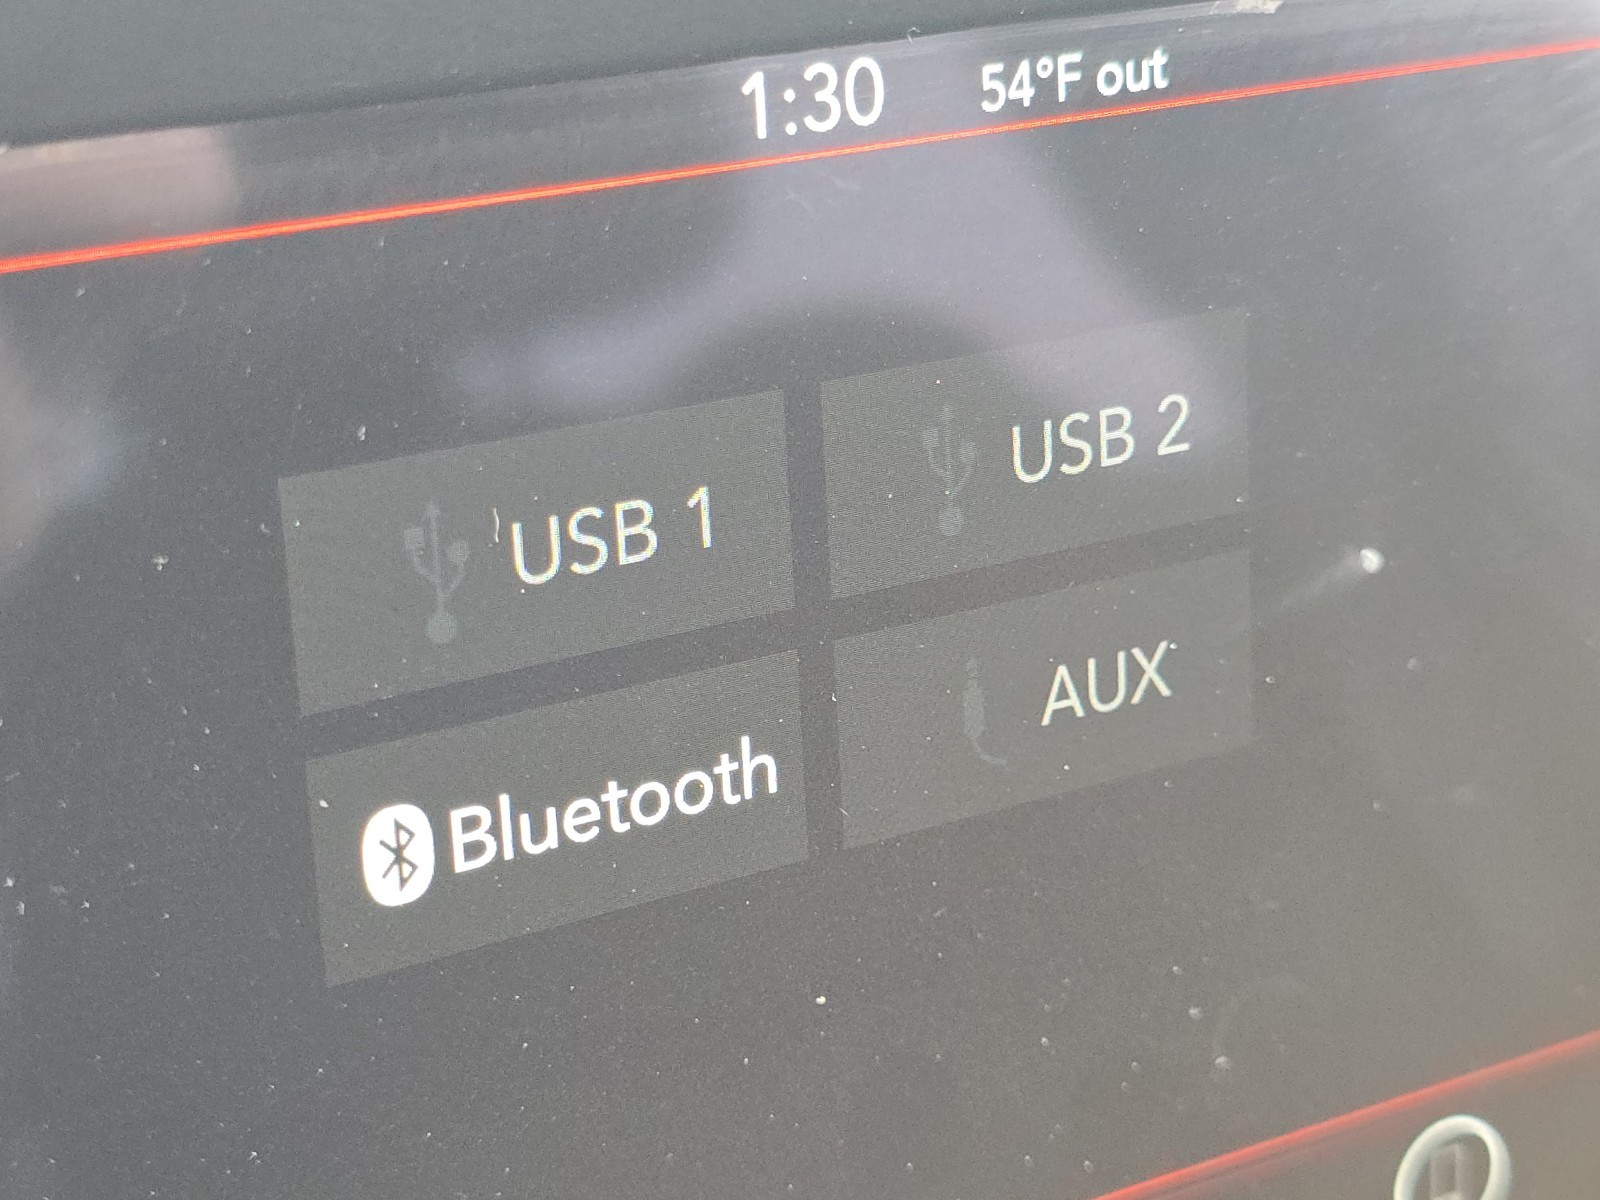 1:30 54°F out
USB 1 USB 2
Bluetooth AUX